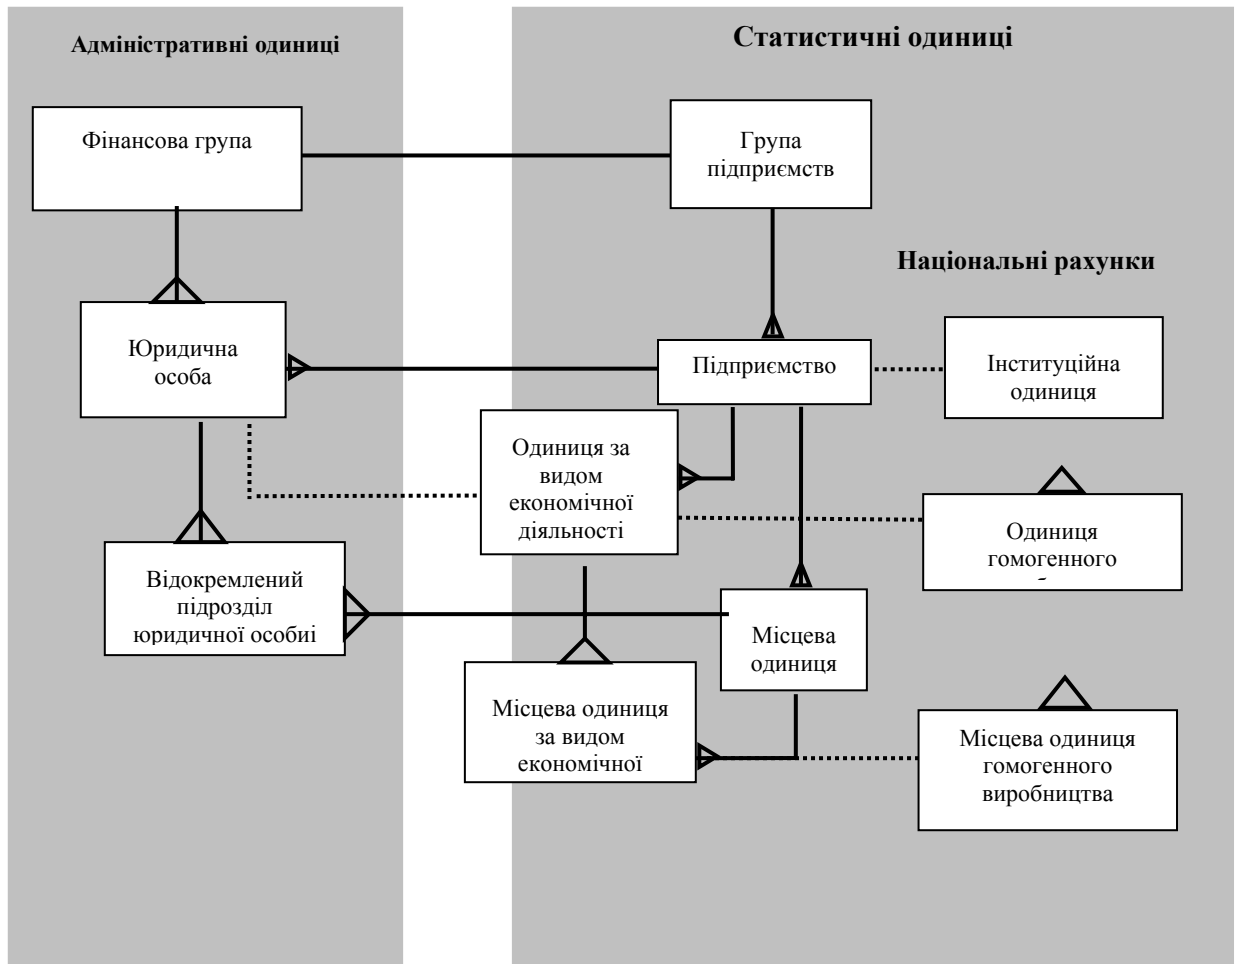 Адміністративні одиниці
Статистичні одиниці
Фінансова група
Група
підприємств
Національні рахунки
Юридична
особа
Підприємство
Інституційна
одиниця
Одиниця за
видом
економічної
діяльності
Одиниця
гомогенного
Відокремлений
підрозділ
юридичної особиі
Місцева
одиниця
Місцева одиниця
за видом
економічної
Місцева одиниця
гомогенного
виробництва